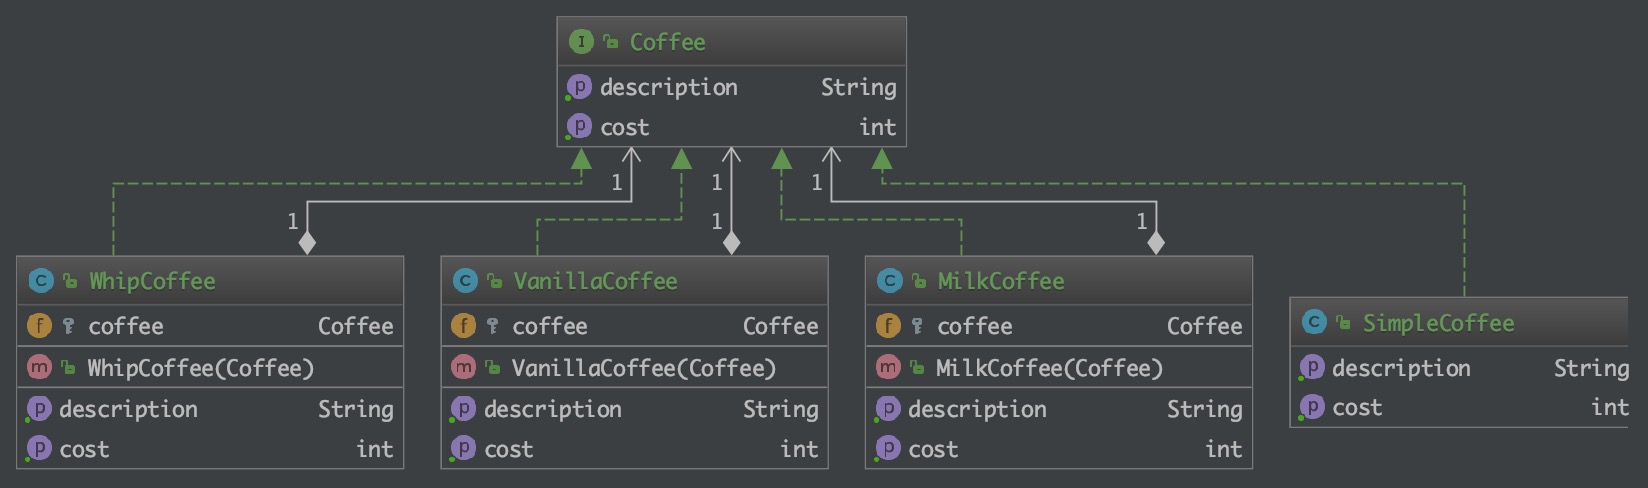 I Coffee
p description String
p cost int
1 1 1
1 1 1
C WhipCoffee
f coffee Coffee
m WhipCoffee(Coffee)
p description String
p cost int
C VanillaCoffee
f coffee Coffee
m VanillaCoffee(Coffee)
p description String
p cost int
C MilkCoffee
f coffee Coffee
m MilkCoffee(Coffee)
p description String
p cost int
C SimpleCoffee
p description String
p cost int